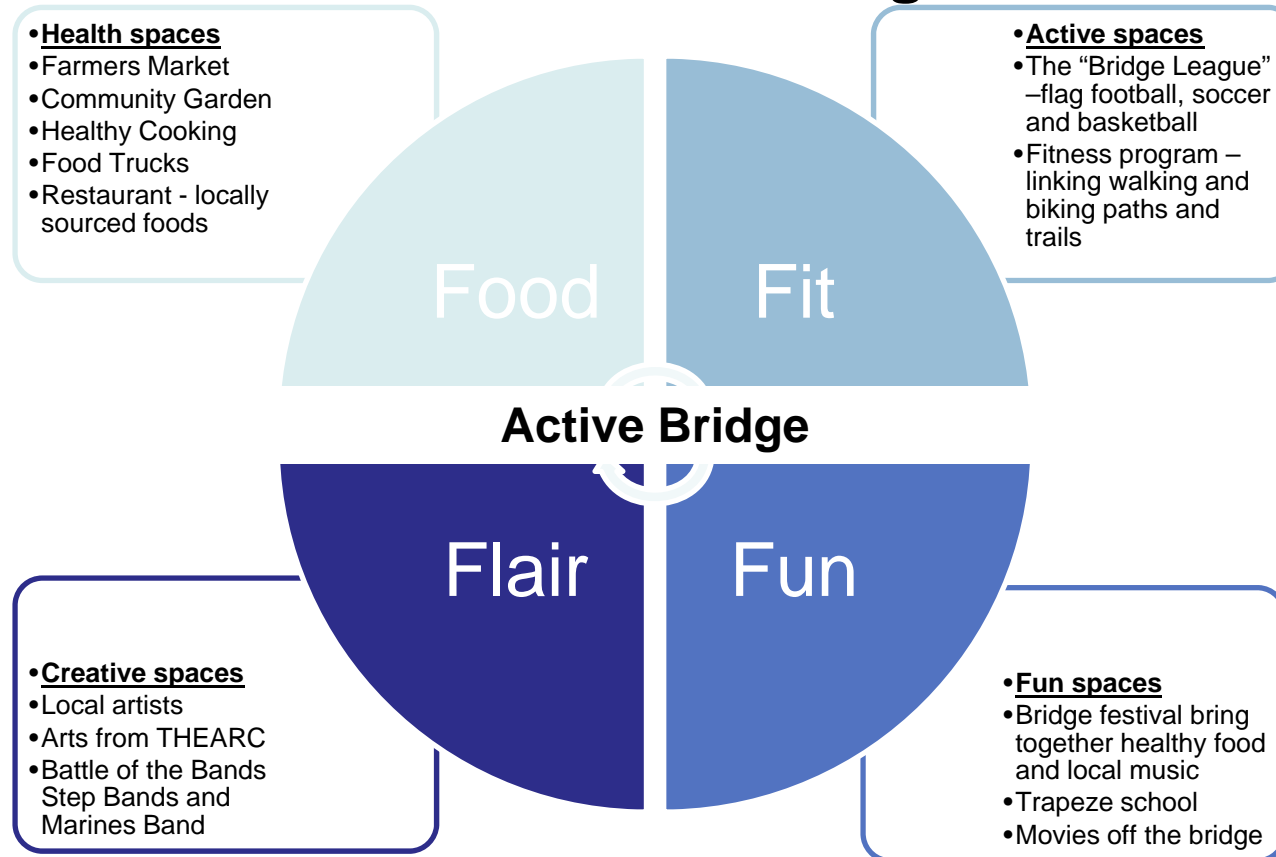 •Health spaces
•Farmers Market
•Community Garden
•Healthy Cooking
•Food Trucks
•Restaurant - locally
sourced foods
•Active spaces
•The “Bridge League”
–flag football, soccer
and basketball
•Fitness program –
linking walking and
biking paths and
trails
Food
Fit
Active Bridge
Flair
Fun
•Creative spaces
•Local artists
•Arts from THEARC
•Battle of the Bands
Step Bands and
Marines Band
•Fun spaces
•Bridge festival bring
together healthy food
and local music
•Trapeze school
•Movies off the bridge